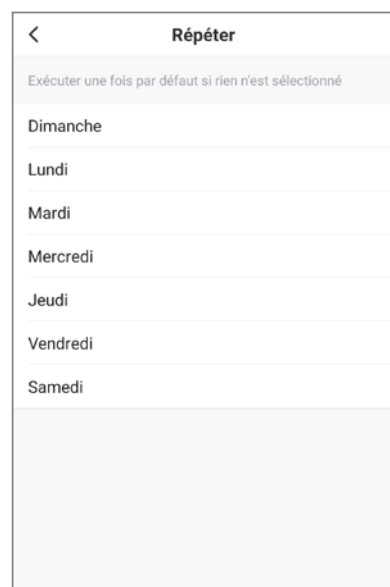 Répéter
Exécuter une fois par défaut si rien n'est sélectionné
Dimanche
Lundi
Mardi
Mercredi
Jeudi
Vendredi
Samedi